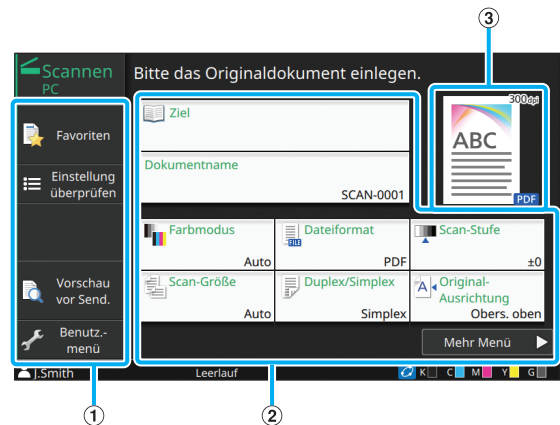 ③
Scannen
PC
Bitte das Originaldokument einlegen.
Favoriten
Einstellung
überprüfen
Vorschau
vor Send.
Benutz.-
menü
Ziel
Dokumentname
SCAN-0001
300dpi
ABC
PDF
Farbmodus
Auto
FILE
Dateiformat
PDF
Scan-Stufe
±0
Scan-Größe
Auto
Duplex/Simplex
Simplex
A
Original-
Ausrichtung
Obers. oben
Mehr Menü
J.Smith
Leerlauf
K C M Y G
① ②